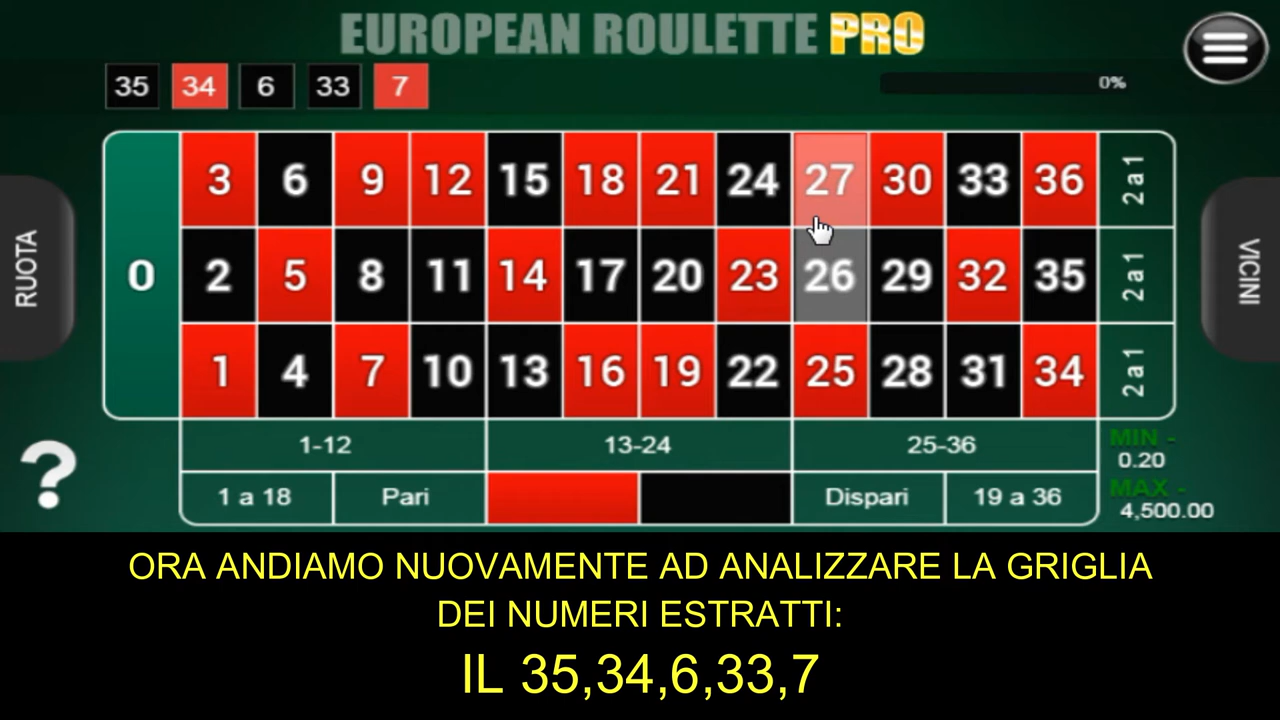 EUROPEAN ROULETTE PRO
35 34 6 33 7
0%
3 6 9 12 15 18 21 24 27 30 33 36 2 a 1
RUOTA
0 2 5 8 11 14 17 20 23 26 29 32 35 2 a 1
VICINI
1 4 7 10 13 16 19 22 25 28 31 34 2 a 1
1-12 13-24 25-36
MIN -
0.20
? 1 a 18 Pari Dispari 19 a 36
MAX -
4,500.00
ORA ANDIAMO NUOVAMENTE AD ANALIZZARE LA GRIGLIA
DEI NUMERI ESTRATTI:
IL 35,34,6,33,7